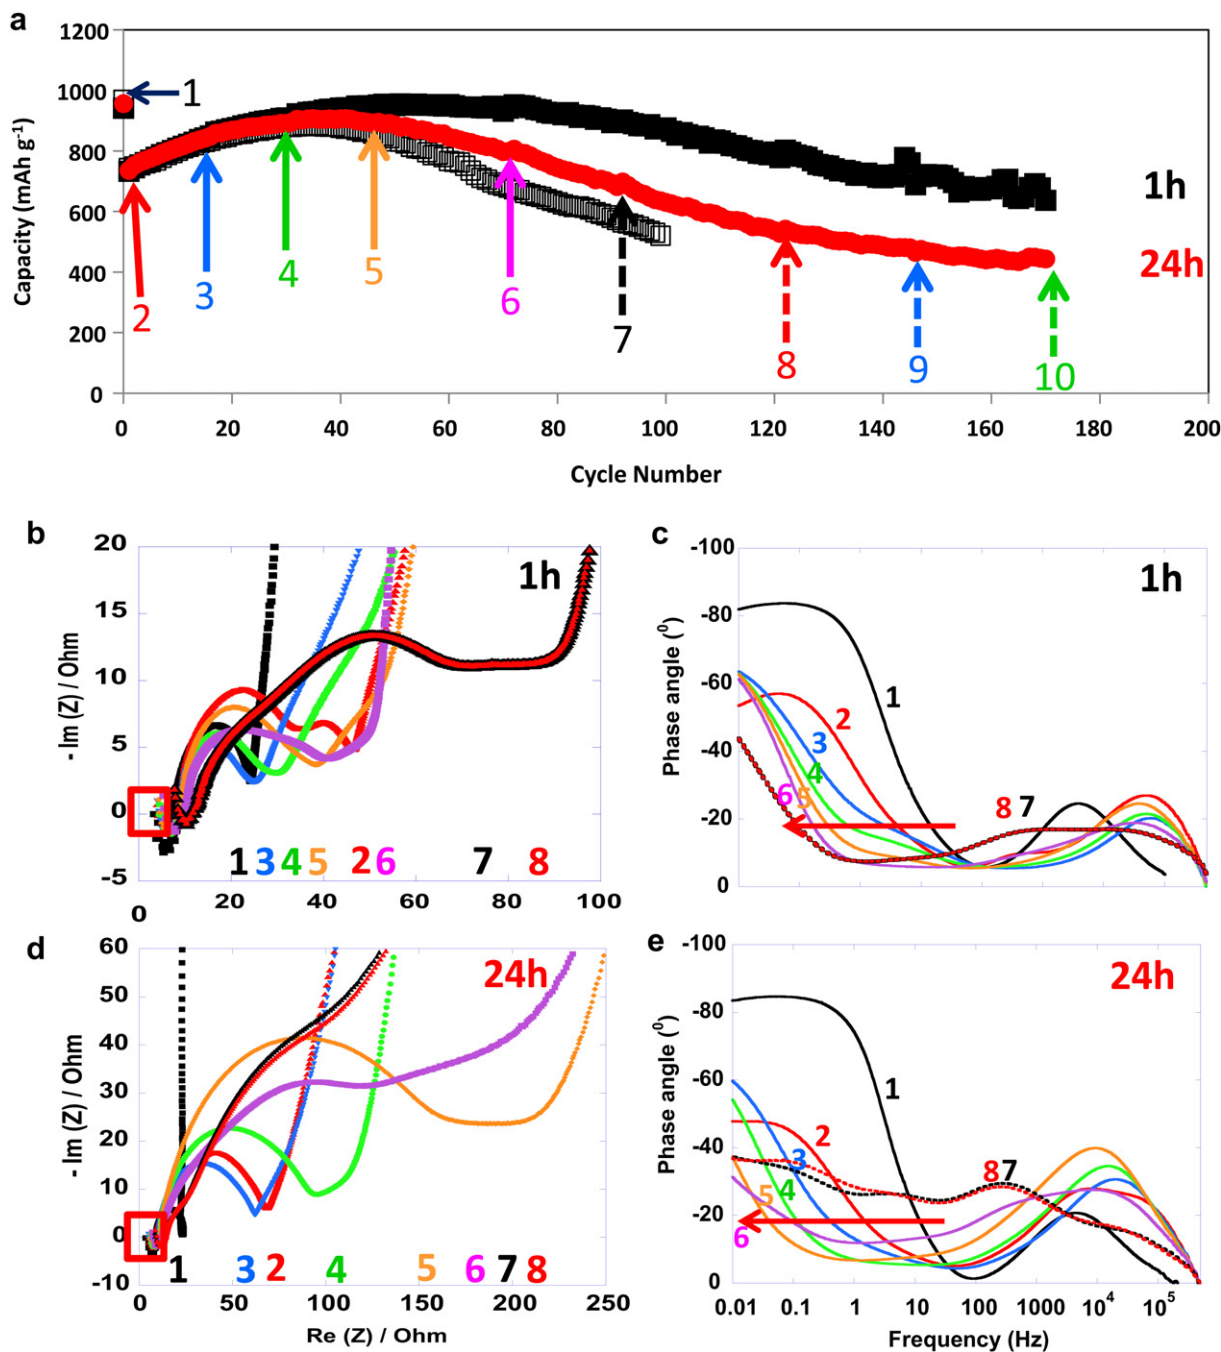 a
Capacity (mAh g⁻¹)
1200
1000
800
600
400
200
0
1
2
3
4
5
6
7
8
9
10
1h
24h
0 20 40 60 80 100 120 140 160 180 200
Cycle Number
b
- Im (Z) / Ohm
20
15
10
5
0
-5
1h
1 3 4 5 2 6 7 8
0 20 40 60 80 100
c
Phase angle (⁰)
-100
-80
-60
-40
-20
0
1h
1
2
3
4
6 5
8 7
d
- Im (Z) / Ohm
60
50
40
30
20
10
0
-10
24h
1 3 2 4 5 6 7 8
0 50 100 150 200 250
Re (Z) / Ohm
e
Phase angle (⁰)
-100
-80
-60
-40
-20
0
24h
1
2
3
5 4
6
8 7
0.01 0.1 1 10 100 1000 10⁴ 10⁵
Frequency (Hz)